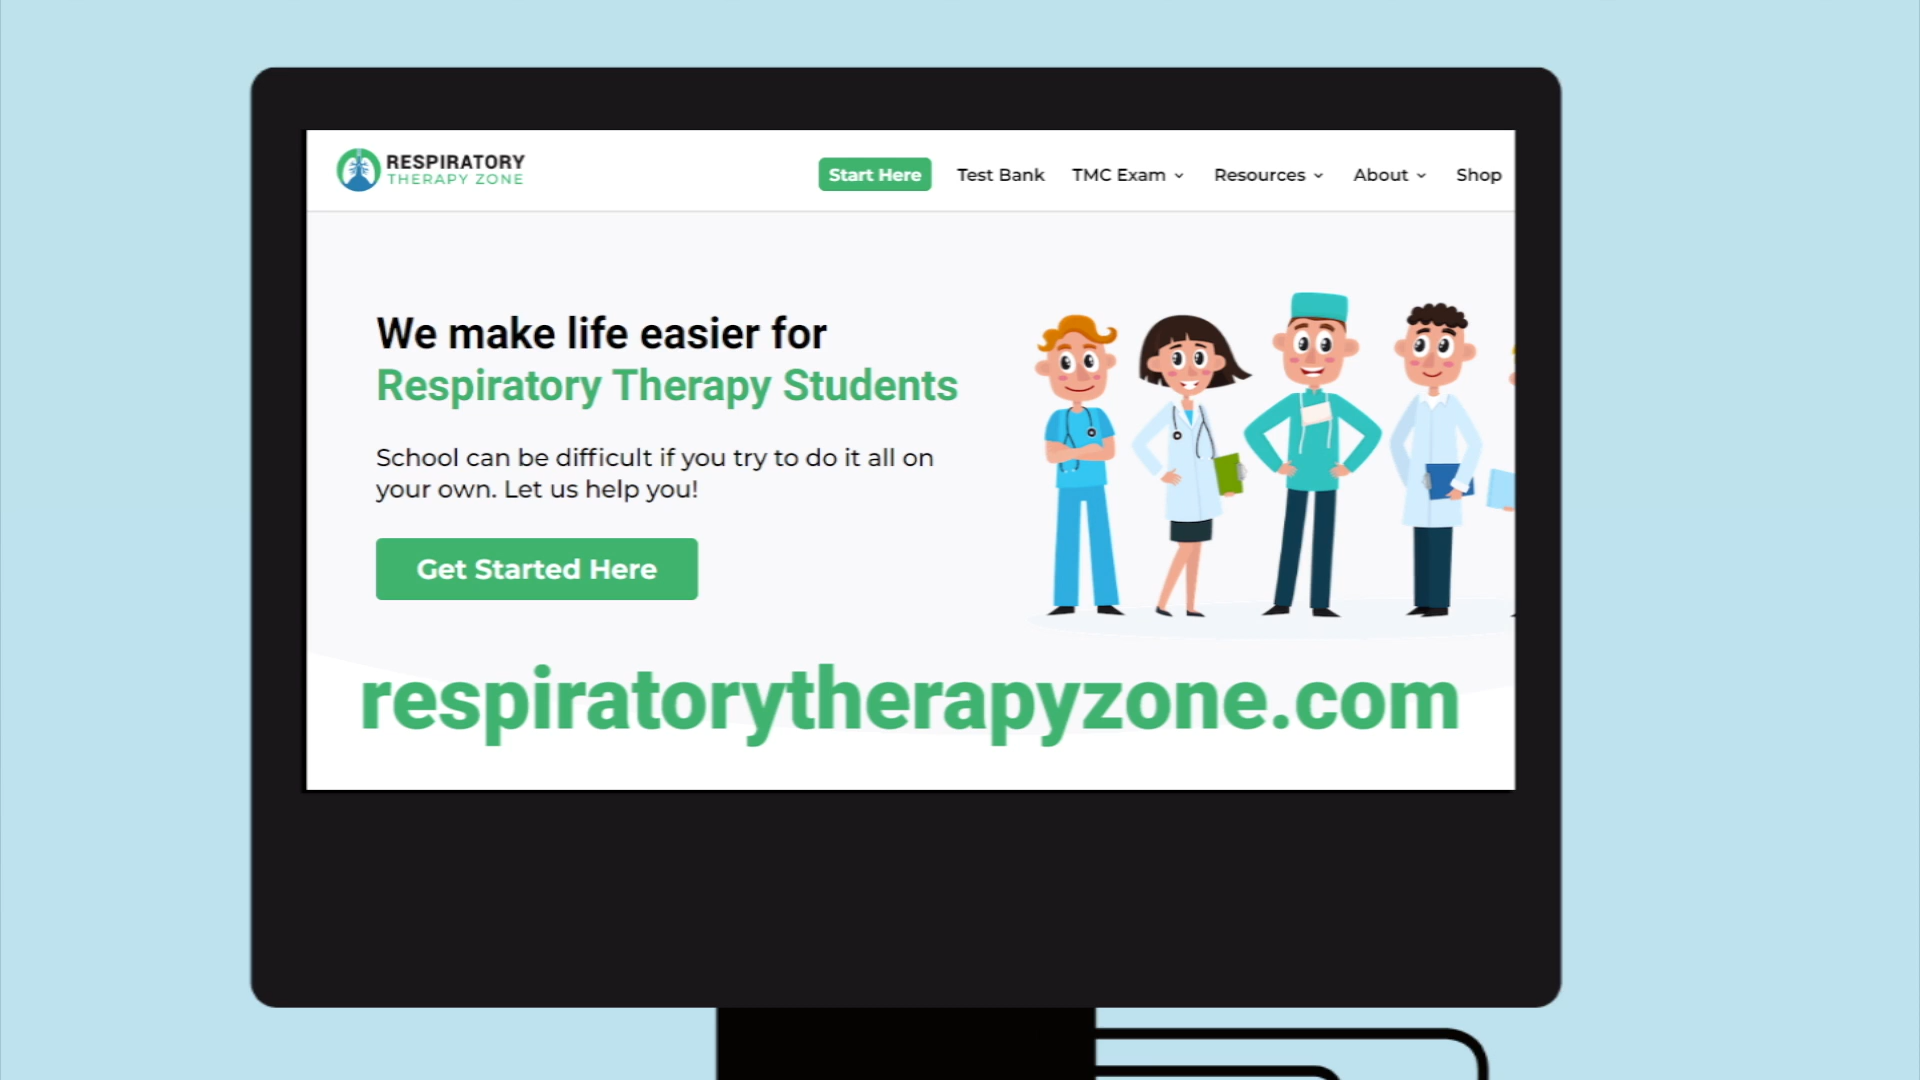 RESPIRATORY
THERAPY ZONE
Start Here
Test Bank
TMC Exam
Resources
About
Shop
We make life easier for
Respiratory Therapy Students
School can be difficult if you try to do it all on
your own. Let us help you!
Get Started Here
respiratorytherapyzone.com